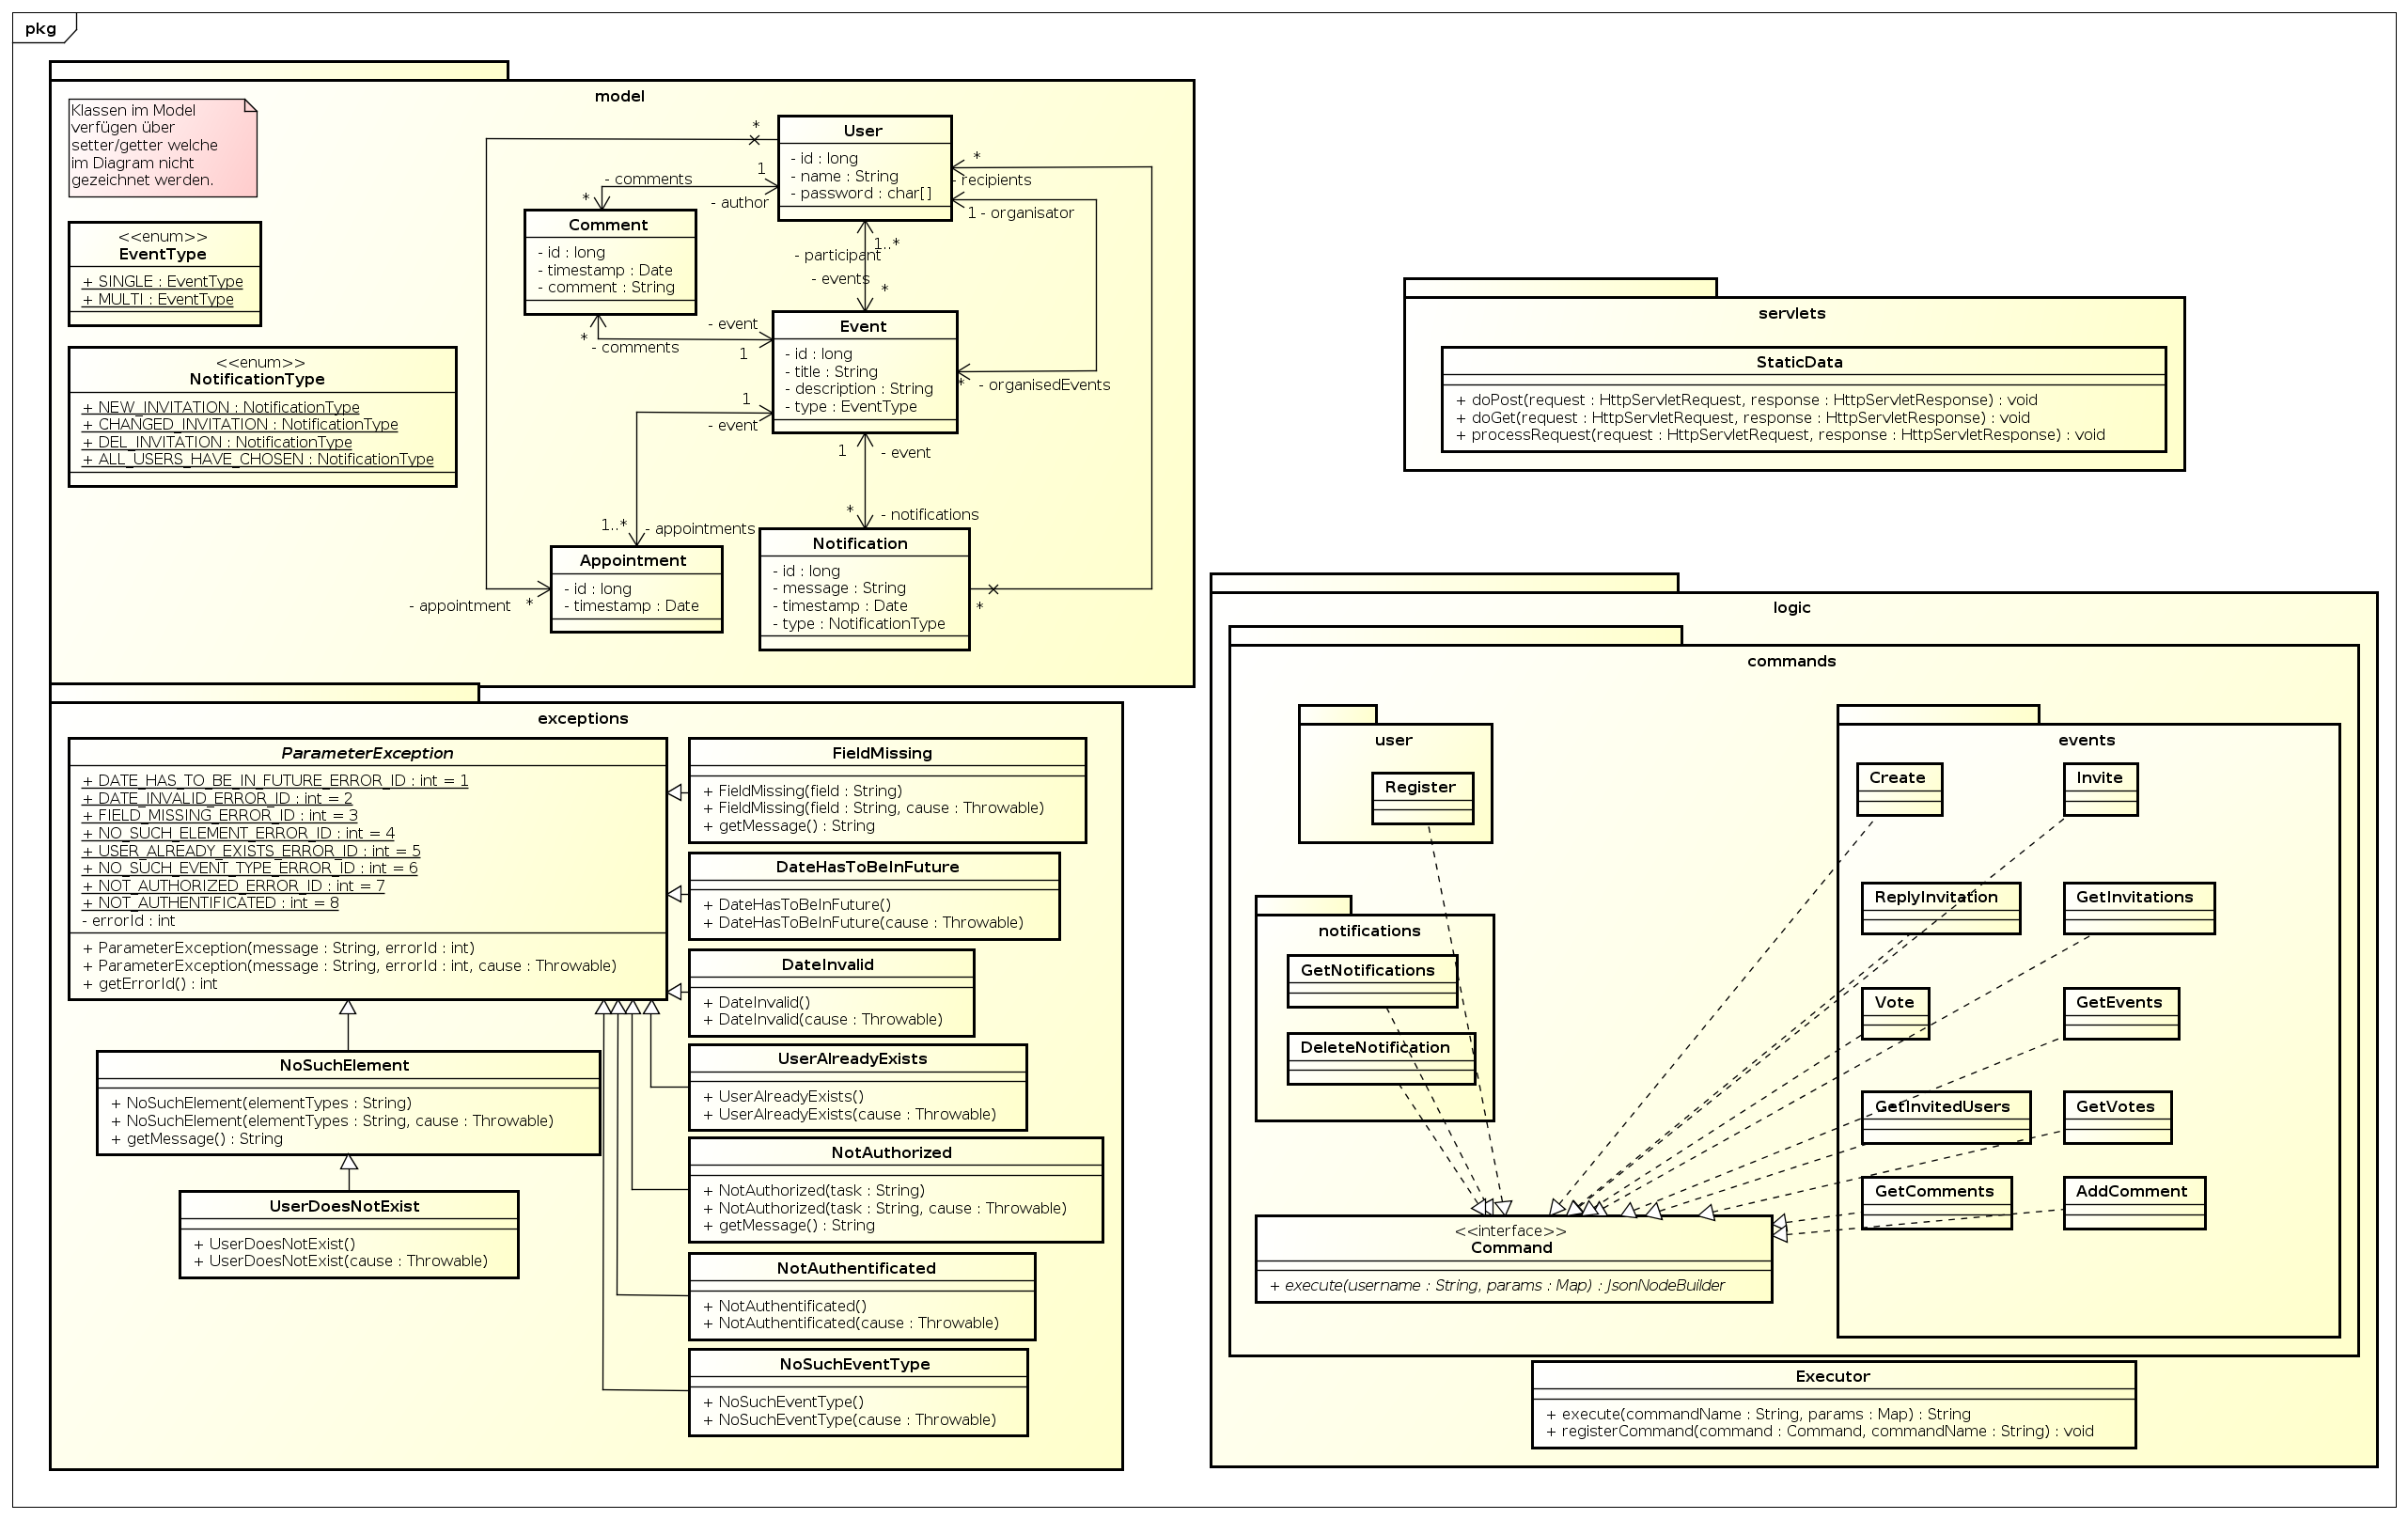 pkg
model
Klassen im Model
verfügen über
setter/getter welche
im Diagram nicht
gezeichnet werden.
<<enum>>
EventType
+ SINGLE : EventType
+ MULTI : EventType
<<enum>>
NotificationType
+ NEW_INVITATION : NotificationType
+ CHANGED_INVITATION : NotificationType
+ DEL_INVITATION : NotificationType
+ ALL_USERS_HAVE_CHOSEN : NotificationType
User
- id : long
- name : String
- password : char[]
*
1
- comments
*
- author
*
- recipients
1 - organisator
1..*
- participant
- events
*
Comment
- id : long
- timestamp : Date
- comment : String
- event
*
- comments
1
Event
- id : long
- title : String
- description : String
- type : EventType
*
- organisedEvents
1
- event
1
- event
1..*
- appointments
*
- notifications
Appointment
- id : long
- timestamp : Date
- appointment
*
Notification
- id : long
- message : String
- timestamp : Date
- type : NotificationType
*
exceptions
ParameterException
+ DATE_HAS_TO_BE_IN_FUTURE_ERROR_ID : int = 1
+ DATE_INVALID_ERROR_ID : int = 2
+ FIELD_MISSING_ERROR_ID : int = 3
+ NO_SUCH_ELEMENT_ERROR_ID : int = 4
+ USER_ALREADY_EXISTS_ERROR_ID : int = 5
+ NO_SUCH_EVENT_TYPE_ERROR_ID : int = 6
+ NOT_AUTHORIZED_ERROR_ID : int = 7
+ NOT_AUTHENTIFICATED : int = 8
- errorId : int
+ ParameterException(message : String, errorId : int)
+ ParameterException(message : String, errorId : int, cause : Throwable)
+ getErrorId() : int
NoSuchElement
+ NoSuchElement(elementTypes : String)
+ NoSuchElement(elementTypes : String, cause : Throwable)
+ getMessage() : String
UserDoesNotExist
+ UserDoesNotExist()
+ UserDoesNotExist(cause : Throwable)
FieldMissing
+ FieldMissing(field : String)
+ FieldMissing(field : String, cause : Throwable)
+ getMessage() : String
DateHasToBeInFuture
+ DateHasToBeInFuture()
+ DateHasToBeInFuture(cause : Throwable)
DateInvalid
+ DateInvalid()
+ DateInvalid(cause : Throwable)
UserAlreadyExists
+ UserAlreadyExists()
+ UserAlreadyExists(cause : Throwable)
NotAuthorized
+ NotAuthorized(task : String)
+ NotAuthorized(task : String, cause : Throwable)
+ getMessage() : String
NotAuthentificated
+ NotAuthentificated()
+ NotAuthentificated(cause : Throwable)
NoSuchEventType
+ NoSuchEventType()
+ NoSuchEventType(cause : Throwable)
servlets
StaticData
+ doPost(request : HttpServletRequest, response : HttpServletResponse) : void
+ doGet(request : HttpServletRequest, response : HttpServletResponse) : void
+ processRequest(request : HttpServletRequest, response : HttpServletResponse) : void
logic
commands
user
Register
notifications
GetNotifications
DeleteNotification
events
Create
Invite
ReplyInvitation
GetInvitations
Vote
GetEvents
GetInvitedUsers
GetVotes
GetComments
AddComment
<<interface>>
Command
+ execute(username : String, params : Map) : JsonNodeBuilder
Executor
+ execute(commandName : String, params : Map) : String
+ registerCommand(command : Command, commandName : String) : void